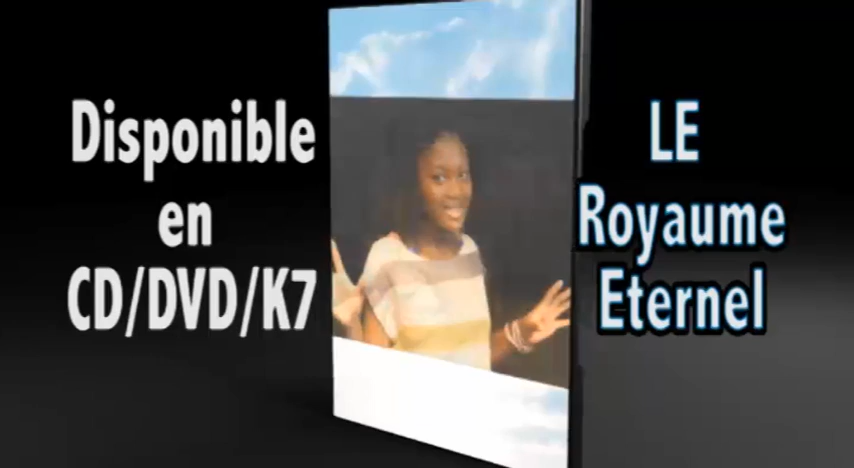 Disponible
en
CD/DVD/K7
LE
Royaume
Eternel